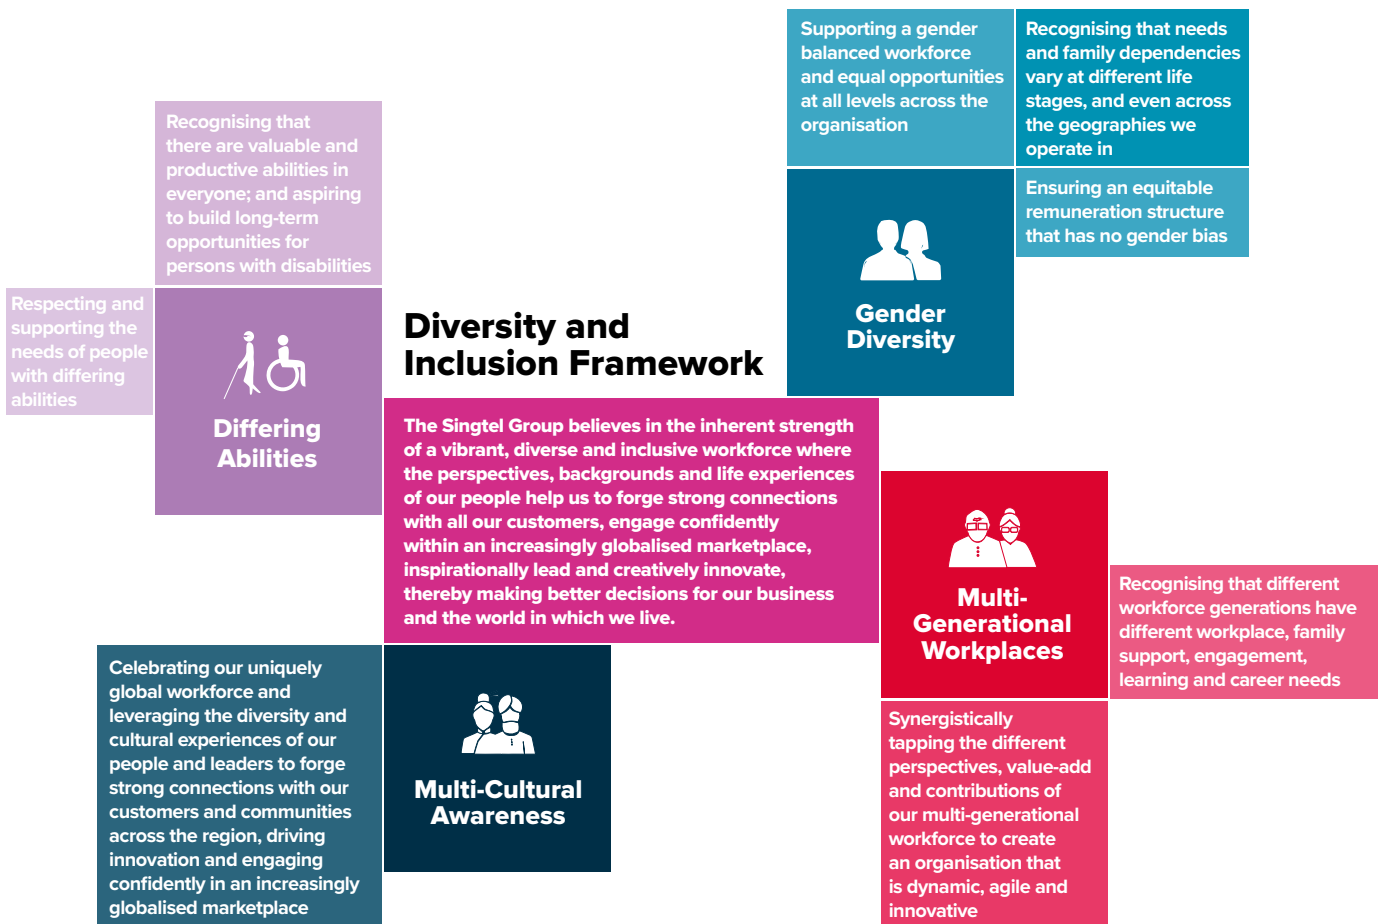 Supporting a gender
balanced workforce
and equal opportunities
at all levels across the
organisation
Recognising that needs
and family dependencies
vary at different life
stages, and even across
the geographies we
operate in
Ensuring an equitable
remuneration structure
that has no gender bias
Gender
Diversity
Recognising that
there are valuable and
productive abilities in
everyone; and aspiring
to build long-term
opportunities for
persons with disabilities
Respecting and
supporting the
needs of people
with differing
abilities
Differing
Abilities
Diversity and
Inclusion Framework
The Singtel Group believes in the inherent strength
of a vibrant, diverse and inclusive workforce where
the perspectives, backgrounds and life experiences
of our people help us to forge strong connections
with all our customers, engage confidently
within an increasingly globalised marketplace,
inspirationally lead and creatively innovate,
thereby making better decisions for our business
and the world in which we live.
Multi-
Generational
Workplaces
Recognising that different
workforce generations have
different workplace, family
support, engagement,
learning and career needs
Synergistically
tapping the different
perspectives, value-add
and contributions of
our multi-generational
workforce to create
an organisation that
is dynamic, agile and
innovative
Celebrating our uniquely
global workforce and
leveraging the diversity and
cultural experiences of our
people and leaders to forge
strong connections with our
customers and communities
across the region, driving
innovation and engaging
confidently in an increasingly
globalised marketplace
Multi-Cultural
Awareness